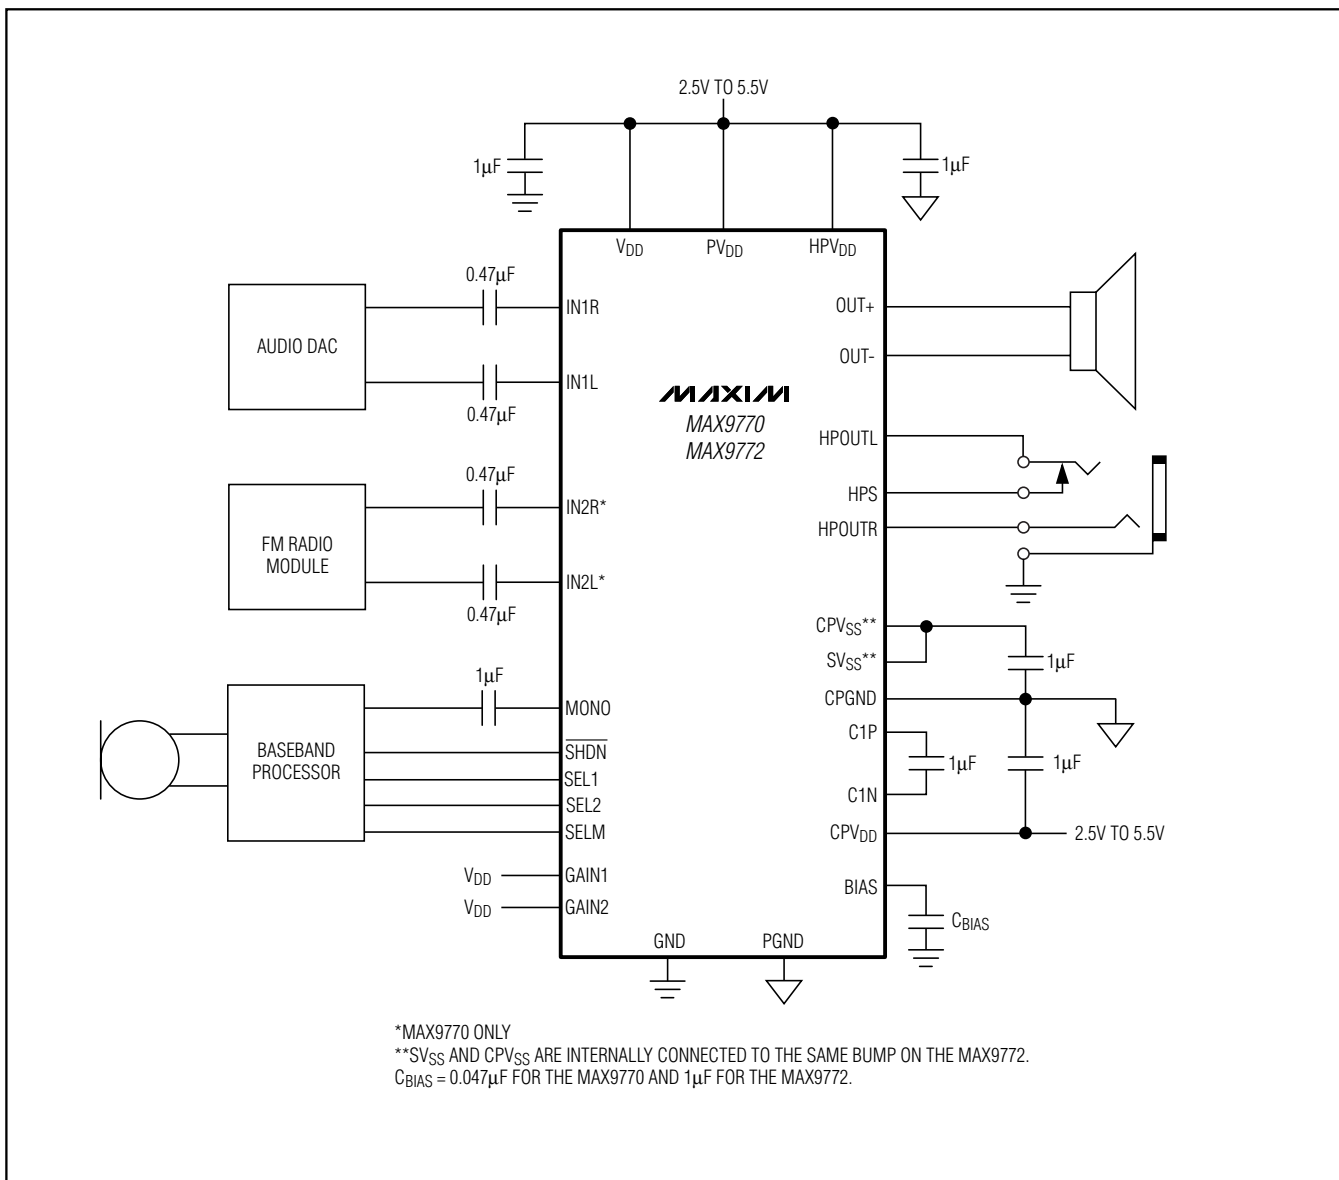 2.5V TO 5.5V
1µF
1µF
VDD
PVDD
HPVDD
AUDIO DAC
0.47µF
IN1R
IN1L
0.47µF
FM RADIO
MODULE
0.47µF
IN2R*
IN2L*
0.47µF
BASEBAND
PROCESSOR
1µF
MONO
SHDN
SEL1
SEL2
SELM
VDD
GAIN1
VDD
GAIN2
MAXIM
MAX9770
MAX9772
OUT+
OUT-
HPOUTL
HPS
HPOUTR
CPVSS**
SVSS**
1µF
CPGND
C1P
1µF
1µF
C1N
CPVDD
2.5V TO 5.5V
BIAS
CBIAS
GND
PGND
*MAX9770 ONLY
**SVSS AND CPVSS ARE INTERNALLY CONNECTED TO THE SAME BUMP ON THE MAX9772.
CBIAS = 0.047µF FOR THE MAX9770 AND 1µF FOR THE MAX9772.